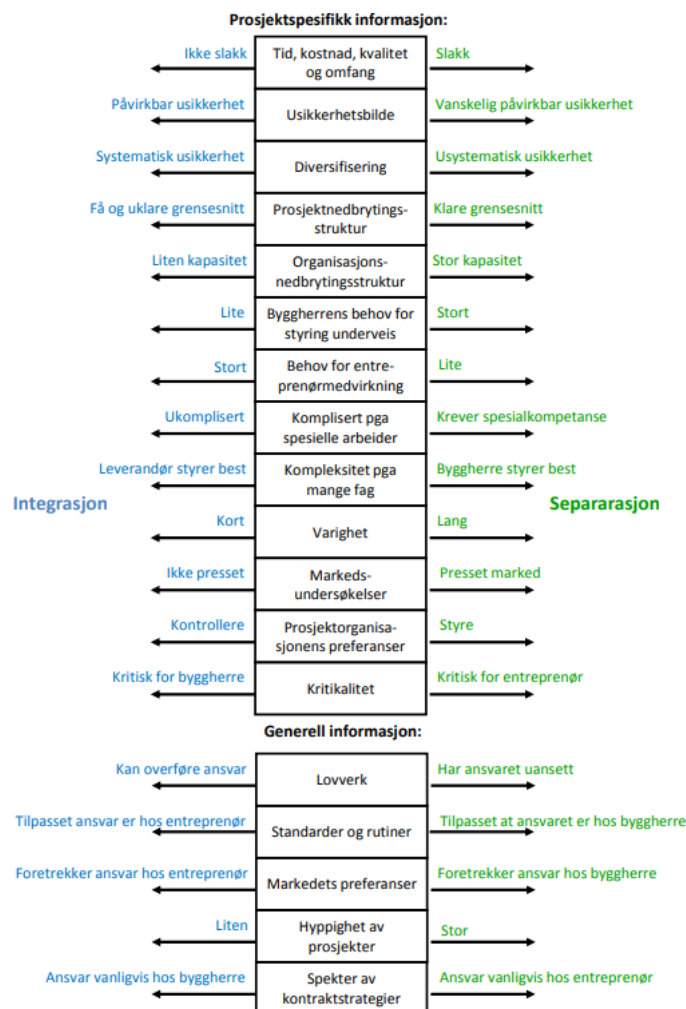 Prosjektspesifikk informasjon:
Ikke slakk
Tid, kostnad, kvalitet
og omfang
Slakk
Påvirkbar usikkerhet
Usikkerhetsbilde
Vanskelig påvirkbar usikkerhet
Systematisk usikkerhet
Diversifisering
Usystematisk usikkerhet
Få og uklare grensesnitt
Prosjektnedbrytings-
struktur
Klare grensesnitt
Liten kapasitet
Organisasjons-
nedbrytingsstruktur
Stor kapasitet
Lite
Byggherrens behov for
styring underveis
Stort
Stort
Behov for entre-
prenørmedvirkning
Lite
Ukomplisert
Komplisert pga
spesielle arbeider
Krever spesialkompetanse
Leverandør styrer best
Kompleksitet pga
mange fag
Byggherre styrer best
Integrasjon
Separarasjon
Kort
Varighet
Lang
Ikke presset
Markeds-
undersøkelser
Presset marked
Kontrollere
Prosjektorganisa-
sjonens preferanser
Styre
Kritisk for byggherre
Kritikalitet
Kritisk for entreprenør
Generell informasjon:
Kan overføre ansvar
Lovverk
Har ansvaret uansett
Tilpasset ansvar er hos entreprenør
Standarder og rutiner
Tilpasset at ansvaret er hos byggherre
Foretrekker ansvar hos entreprenør
Markedets preferanser
Foretrekker ansvar hos byggherre
Liten
Hyppighet av
prosjekter
Stor
Ansvar vanligvis hos byggherre
Spekter av
kontraktstrategier
Ansvar vanligvis hos entreprenør